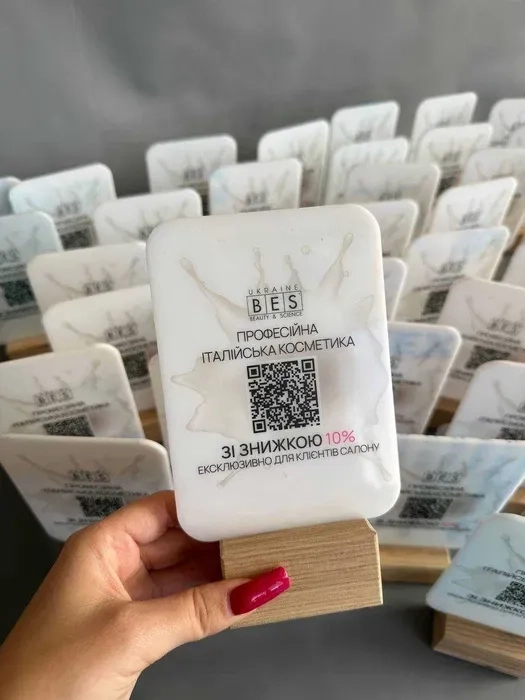 UKRAINE
BES
BEAUTY & SCIENCE
ПРОФЕСІЙНА
ІТАЛІЙСЬКА КОСМЕТИКА
ЗІ ЗНИЖКОЮ 10%
ЕКСКЛЮЗИВНО ДЛЯ КЛІЄНТІВ САЛОНУ